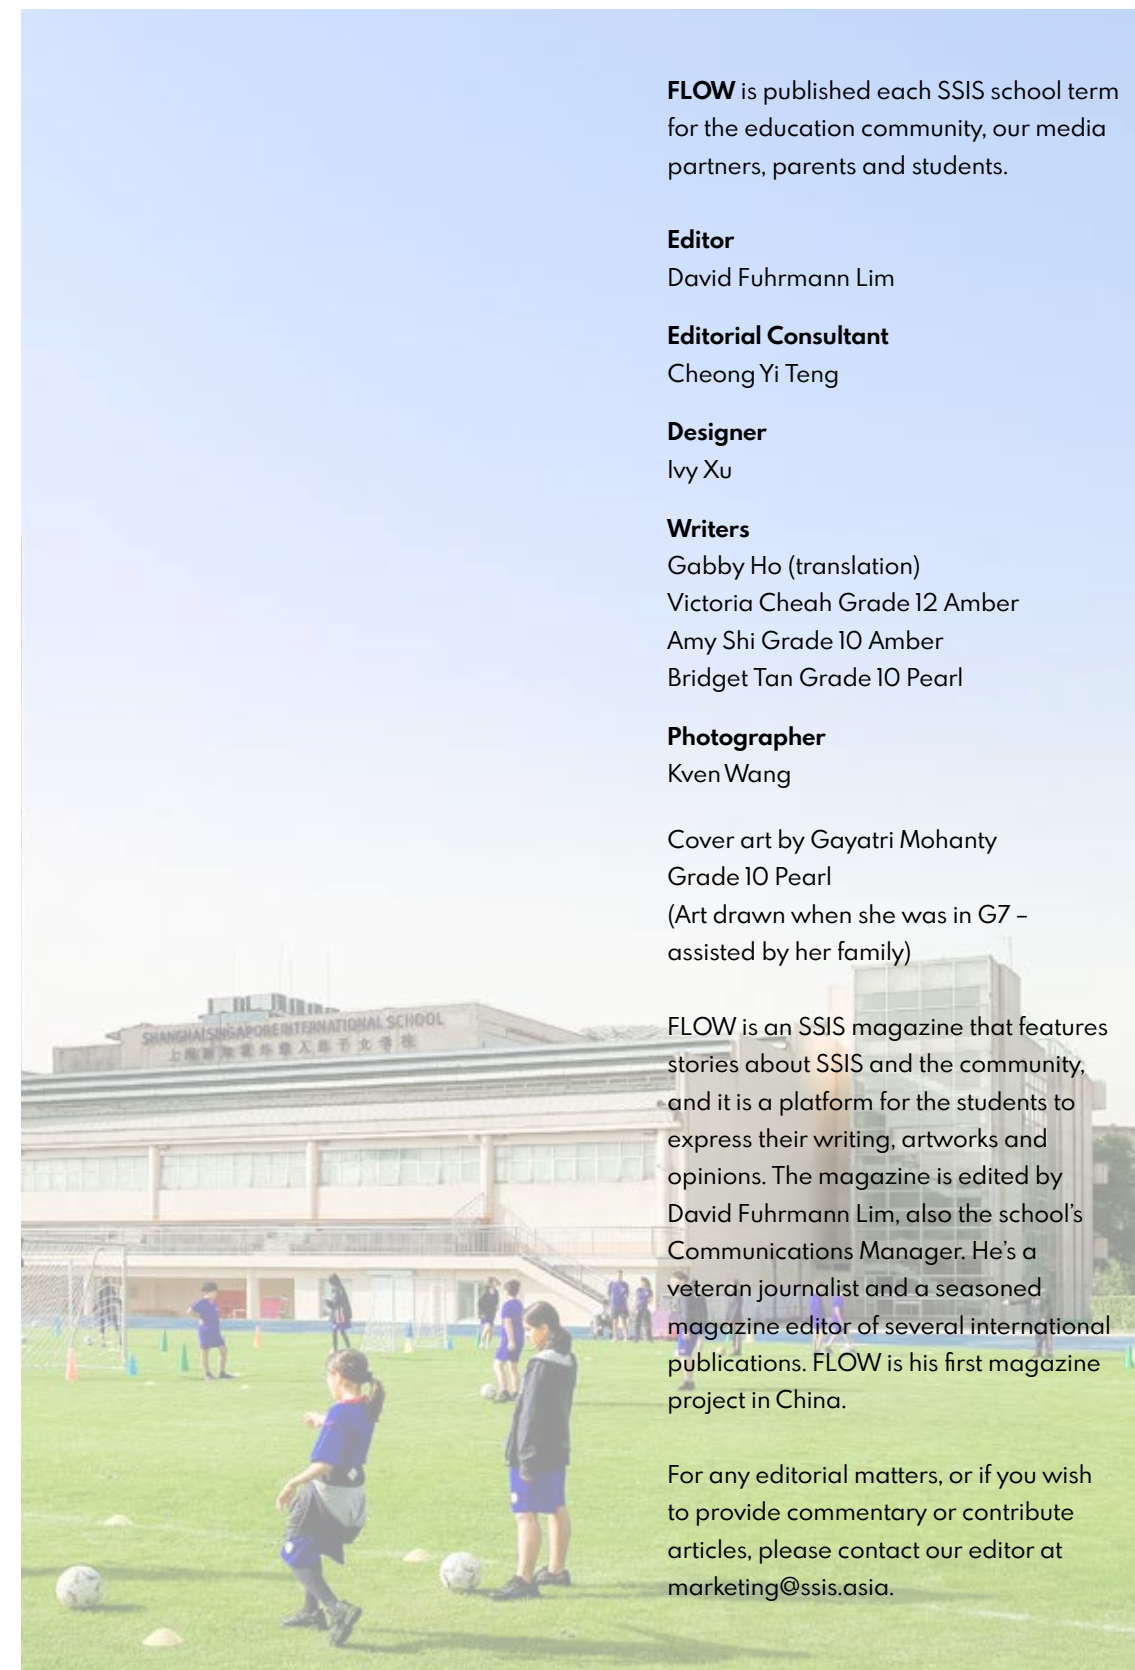 FLOW is published each SSIS school term
for the education community, our media
partners, parents and students.
Editor
David Fuhrmann Lim
Editorial Consultant
Cheong Yi Teng
Designer
Ivy Xu
Writers
Gabby Ho (translation)
Victoria Cheah Grade 12 Amber
Amy Shi Grade 10 Amber
Bridget Tan Grade 10 Pearl
Photographer
Kven Wang
Cover art by Gayatri Mohanty
Grade 10 Pearl
(Art drawn when she was in G7 –
assisted by her family)
FLOW is an SSIS magazine that features
stories about SSIS and the community,
and it is a platform for the students to
express their writing, artworks and
opinions. The magazine is edited by
David Fuhrmann Lim, also the school’s
Communications Manager. He’s a
veteran journalist and a seasoned
magazine editor of several international
publications. FLOW is his first magazine
project in China.
For any editorial matters, or if you wish
to provide commentary or contribute
articles, please contact our editor at
marketing@ssis.asia.
SHANGHAI SINGAPORE INTERNATIONAL SCHOOL